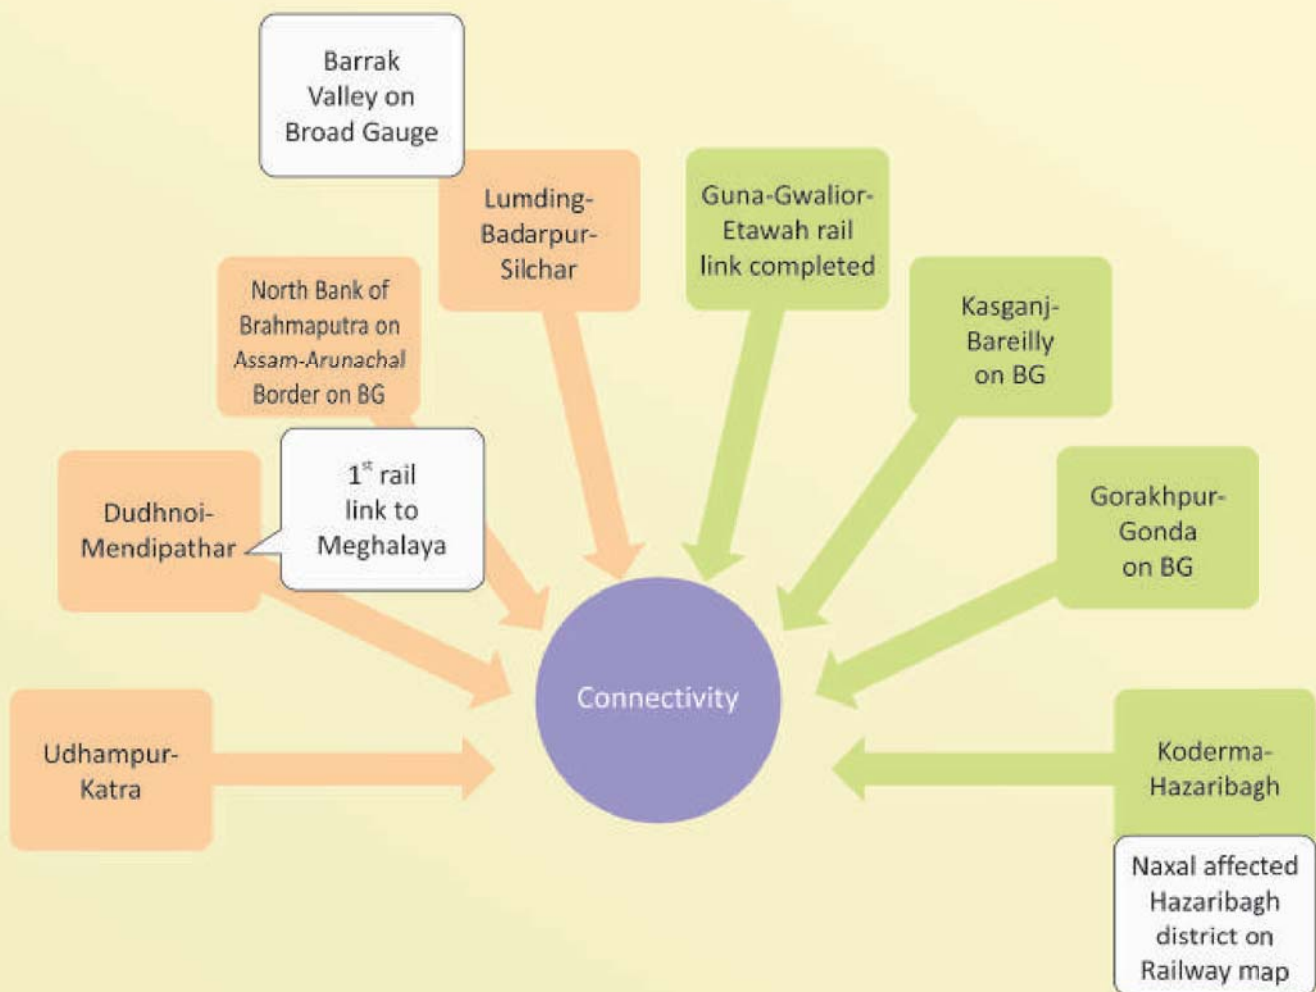 Barrak
Valley on
Broad Gauge
Lumding-
Badarpur-
Silchar
Guna-Gwalior-
Etawah rail
link completed
North Bank of
Brahmaputra on
Assam-Arunachal
Border on BG
Kasganj-
Bareilly
on BG
Dudhnoi-
Mendipathar
1st rail
link to
Meghalaya
Gorakhpur-
Gonda
on BG
Connectivity
Udhampur-
Katra
Koderma-
Hazaribagh
Naxal affected
Hazaribagh
district on
Railway map